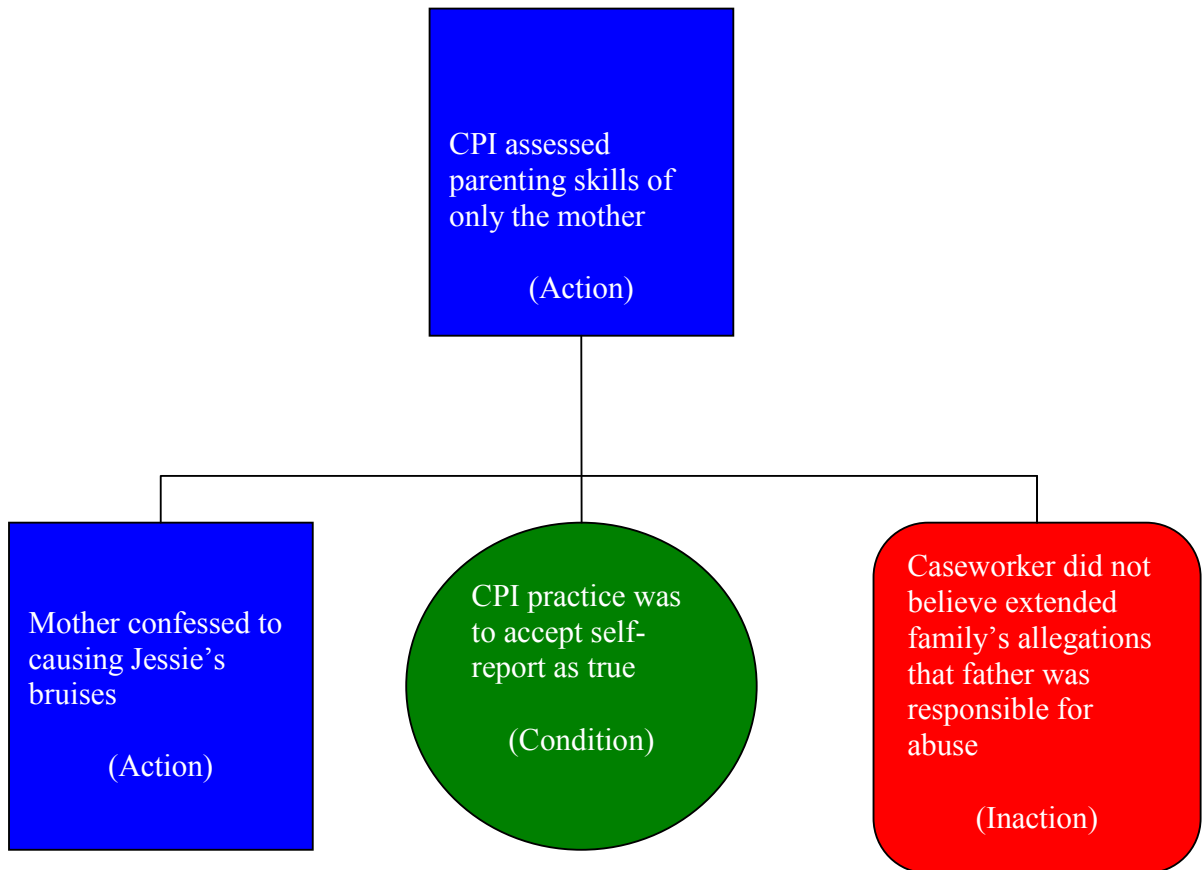 CPI assessed
parenting skills of
only the mother
(Action)
Mother confessed to
causing Jessie’s
bruises
(Action)
CPI practice was
to accept self-
report as true
(Condition)
Caseworker did not
believe extended
family’s allegations
that father was
responsible for
abuse
(Inaction)